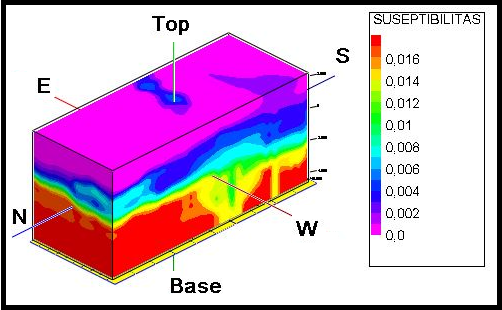 Top
SUSEPTIBILITAS
S
E
0,016
0,014
0,012
0,01
0,008
0,006
0,004
0,002
0,0
N
W
Base